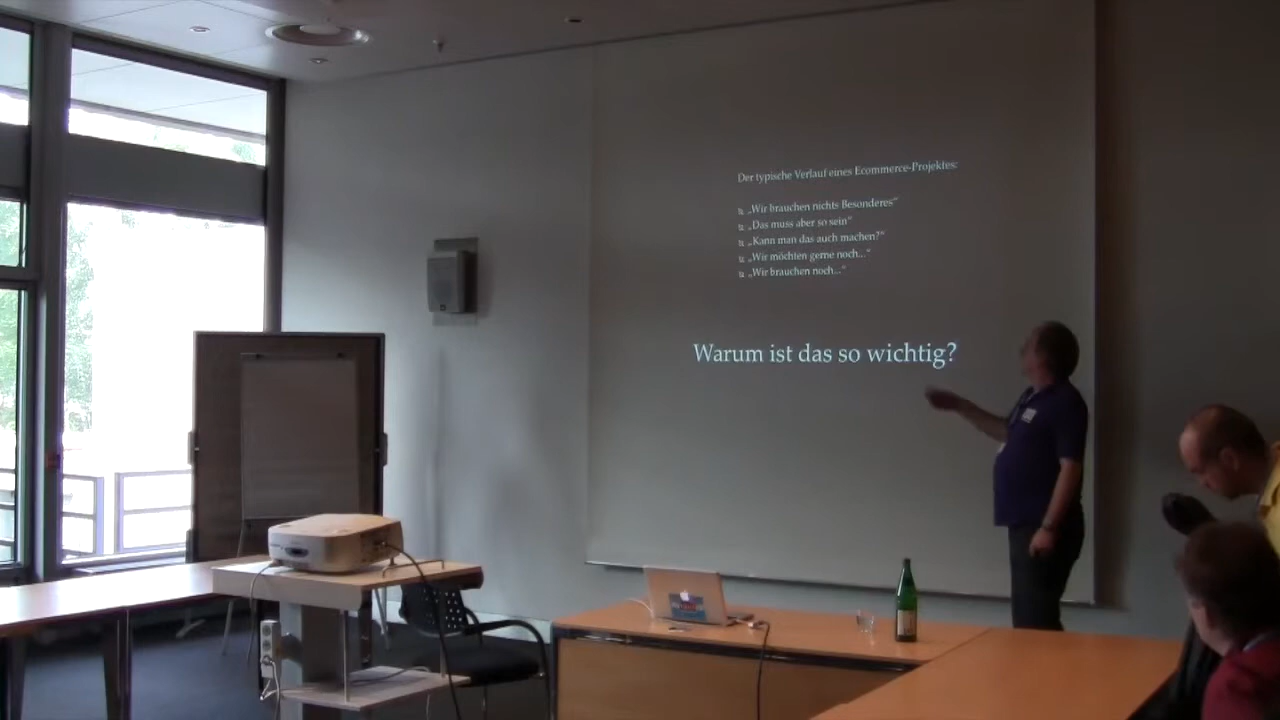 Der typische Verlauf eines Ecommerce-Projektes:
„Wir brauchen nichts Besonderes“
„Das muss aber so sein“
„Kann man das auch machen?“
„Wir möchten gerne noch...“
„Wir brauchen noch...“
Warum ist das so wichtig?